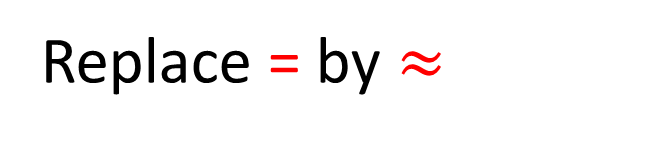 Replace = by ≈